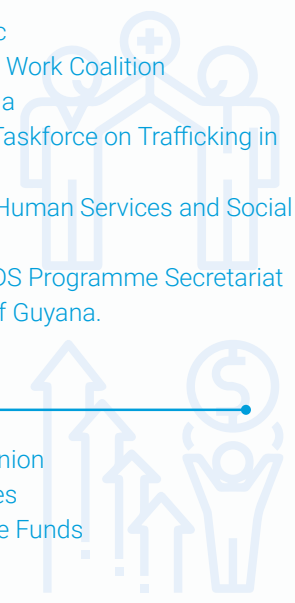 c
Work Coalition
a
Taskforce on Trafficking in
Human Services and Social
DS Programme Secretariat
f Guyana.
nion
es
e Funds